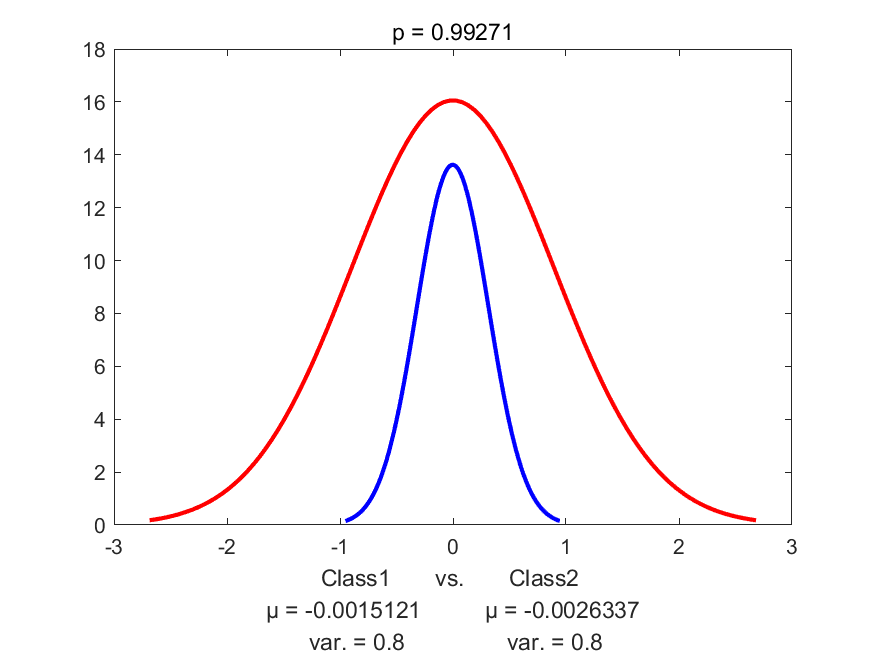 p = 0.99271
18
16
14
12
10
8
6
4
2
0
-3 -2 -1 0 1 2 3
Class1 vs. Class2
μ = -0.0015121 μ = -0.0026337
var. = 0.8 var. = 0.8